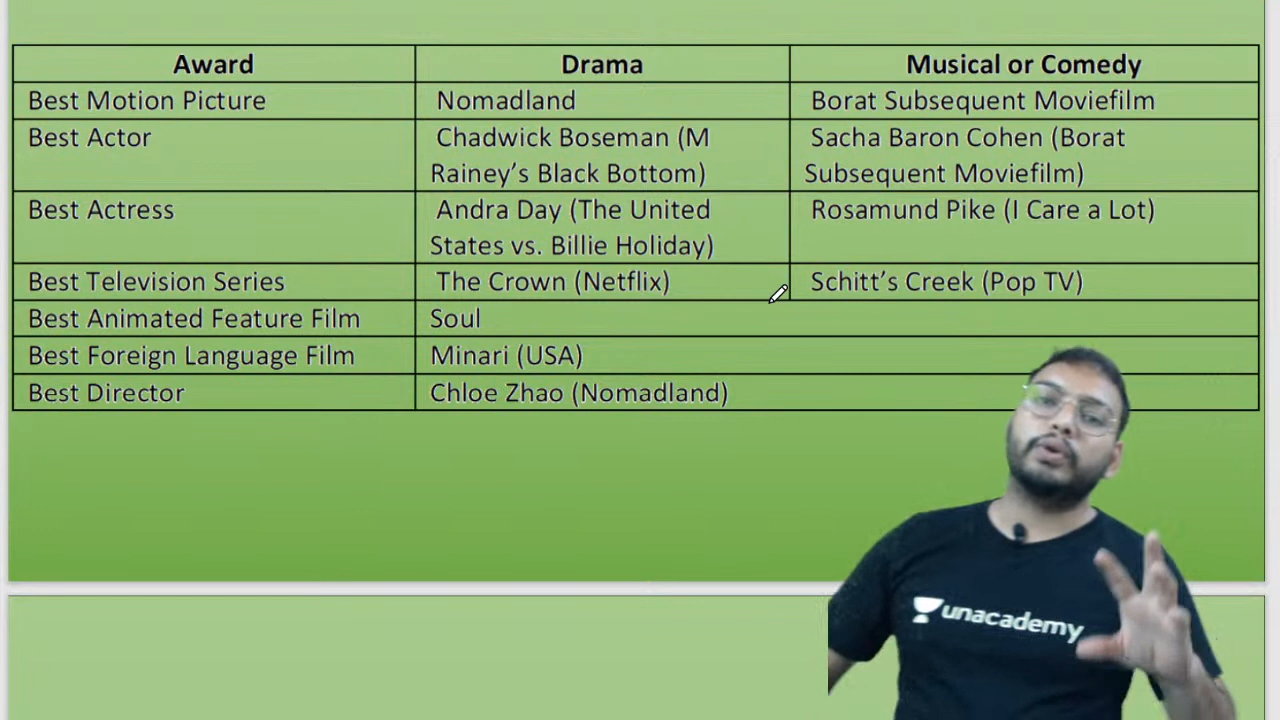 Award Drama Musical or Comedy
Best Motion Picture Nomadland Borat Subsequent Moviefilm
Best Actor Chadwick Boseman (M Sacha Baron Cohen (Borat
Rainey’s Black Bottom) Subsequent Moviefilm)
Best Actress Andra Day (The United Rosamund Pike (I Care a Lot)
States vs. Billie Holiday)
Best Television Series The Crown (Netflix) Schitt’s Creek (Pop TV)
Best Animated Feature Film Soul
Best Foreign Language Film Minari (USA)
Best Director Chloe Zhao (Nomadland)
unacademy